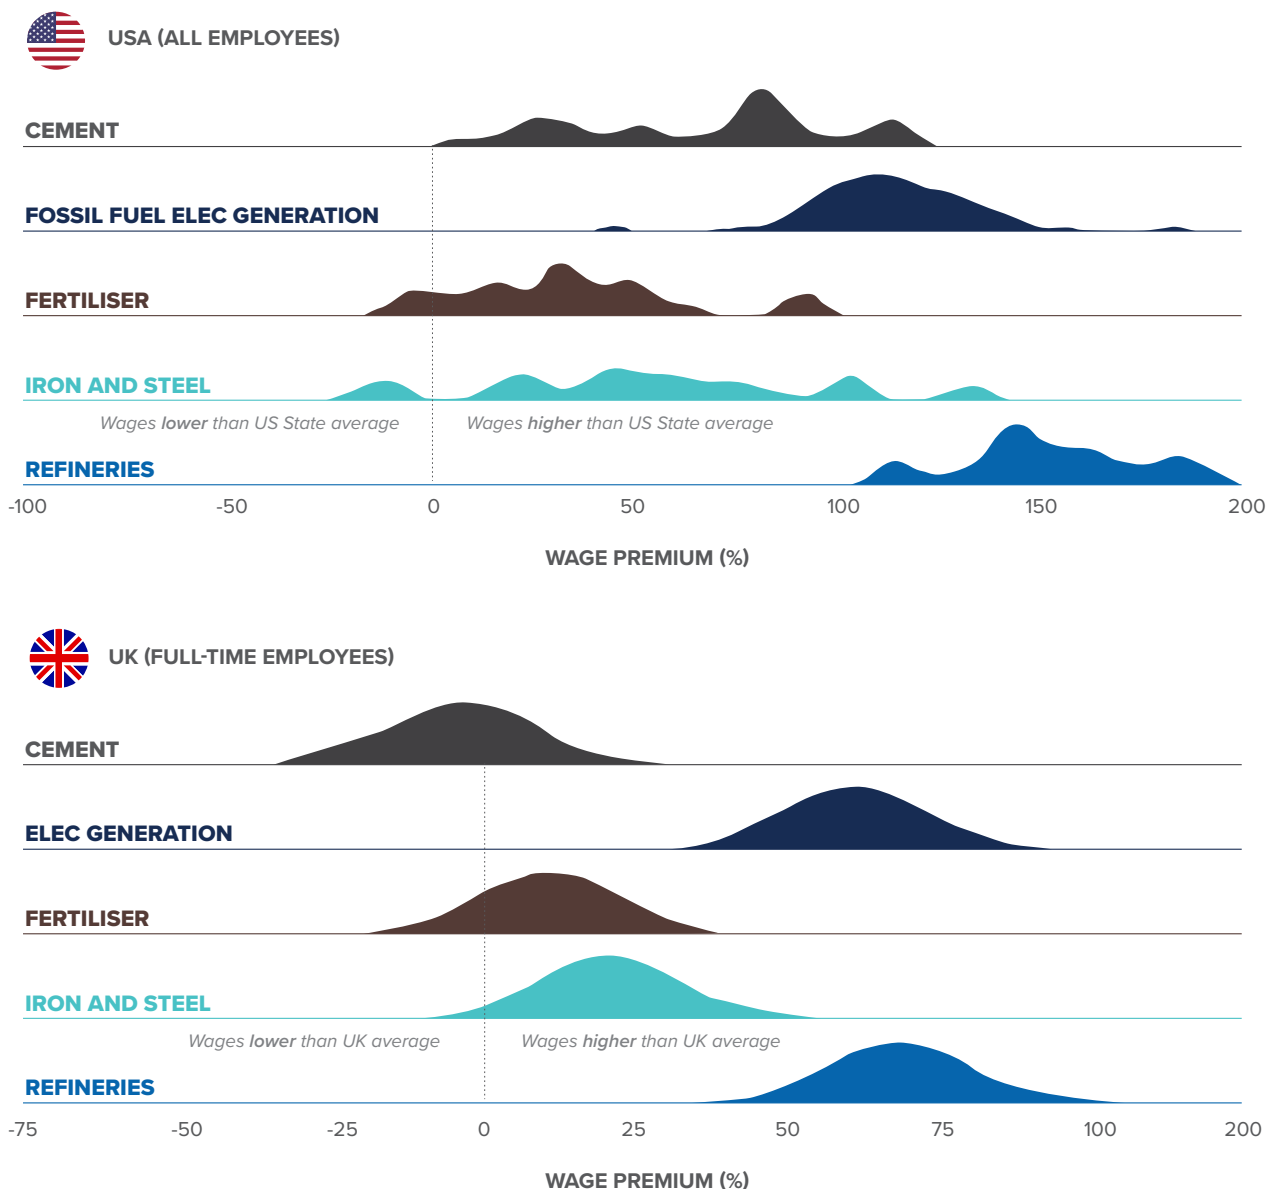 USA (ALL EMPLOYEES)
CEMENT
FOSSIL FUEL ELEC GENERATION
FERTILISER
IRON AND STEEL
Wages lower than US State average
Wages higher than US State average
REFINERIES
-100 -50 0 50 100 150 200
WAGE PREMIUM (%)
UK (FULL-TIME EMPLOYEES)
CEMENT
ELEC GENERATION
FERTILISER
IRON AND STEEL
Wages lower than UK average
Wages higher than UK average
REFINERIES
-75 -50 -25 0 25 50 75 100 200
WAGE PREMIUM (%)